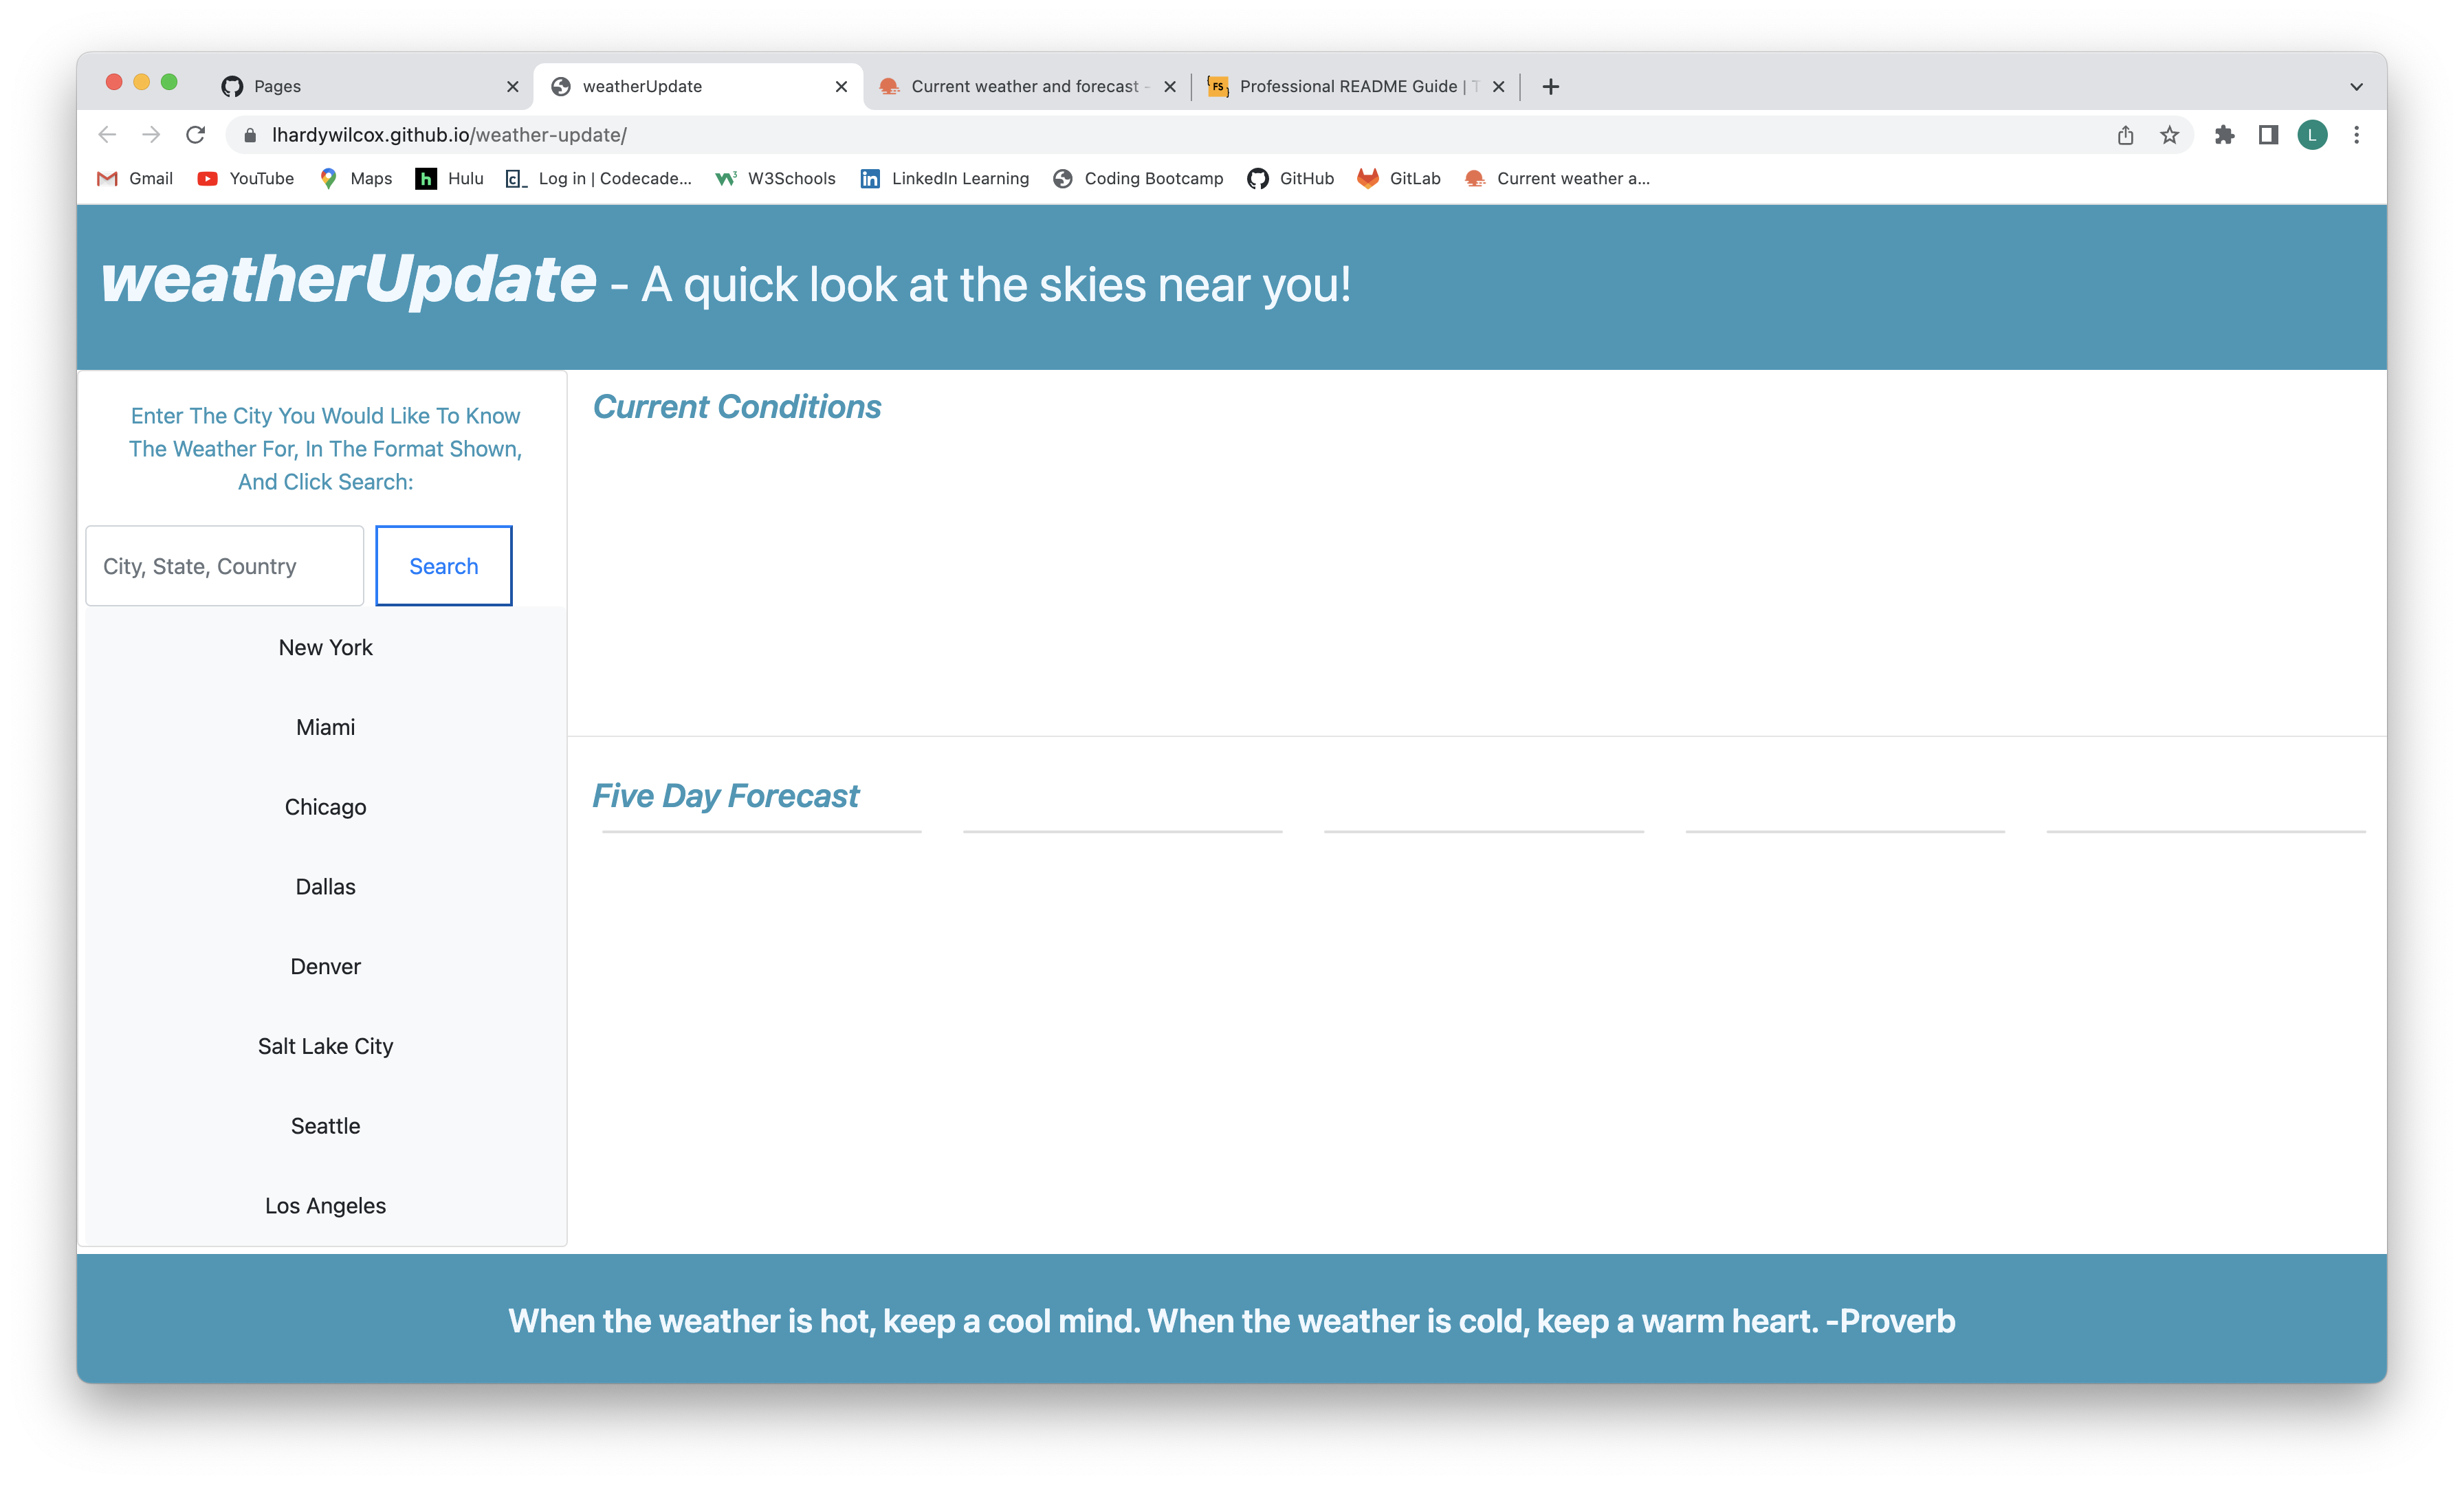 Pages
weatherUpdate
Current weather and forecast -
Professional README Guide |
lhardywilcox.github.io/weather-update/
L
Gmail
YouTube
Maps
h Hulu
c_ Log in | Codecade...
W3Schools
in LinkedIn Learning
Coding Bootcamp
GitHub
GitLab
Current weather a...
weatherUpdate - A quick look at the skies near you!
Enter The City You Would Like To Know
The Weather For, In The Format Shown,
And Click Search:
City, State, Country
Search
New York
Miami
Chicago
Dallas
Denver
Salt Lake City
Seattle
Los Angeles
Current Conditions
Five Day Forecast
When the weather is hot, keep a cool mind. When the weather is cold, keep a warm heart. -Proverb